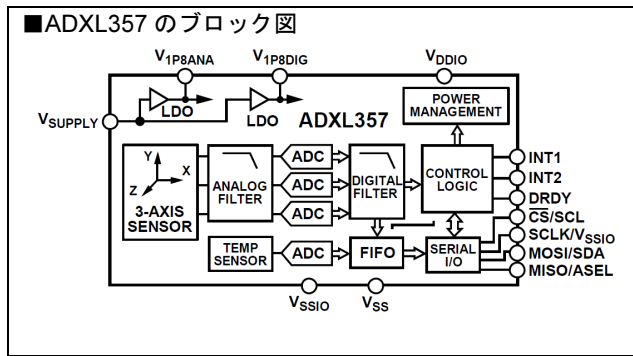 ■ADXL357 のブロック図
V1P8ANA
V1P8DIG
VDDIO
VSUPPLY
LDO
LDO
ADXL357
POWER
MANAGEMENT
Y
X
Z
3-AXIS
SENSOR
ANALOG
FILTER
ADC
ADC
ADC
DIGITAL
FILTER
CONTROL
LOGIC
INT1
INT2
DRDY
CS/SCL
SCLK/VSSIO
MOSI/SDA
MISO/ASEL
TEMP
SENSOR
ADC
FIFO
SERIAL
I/O
VSSIO
VSS